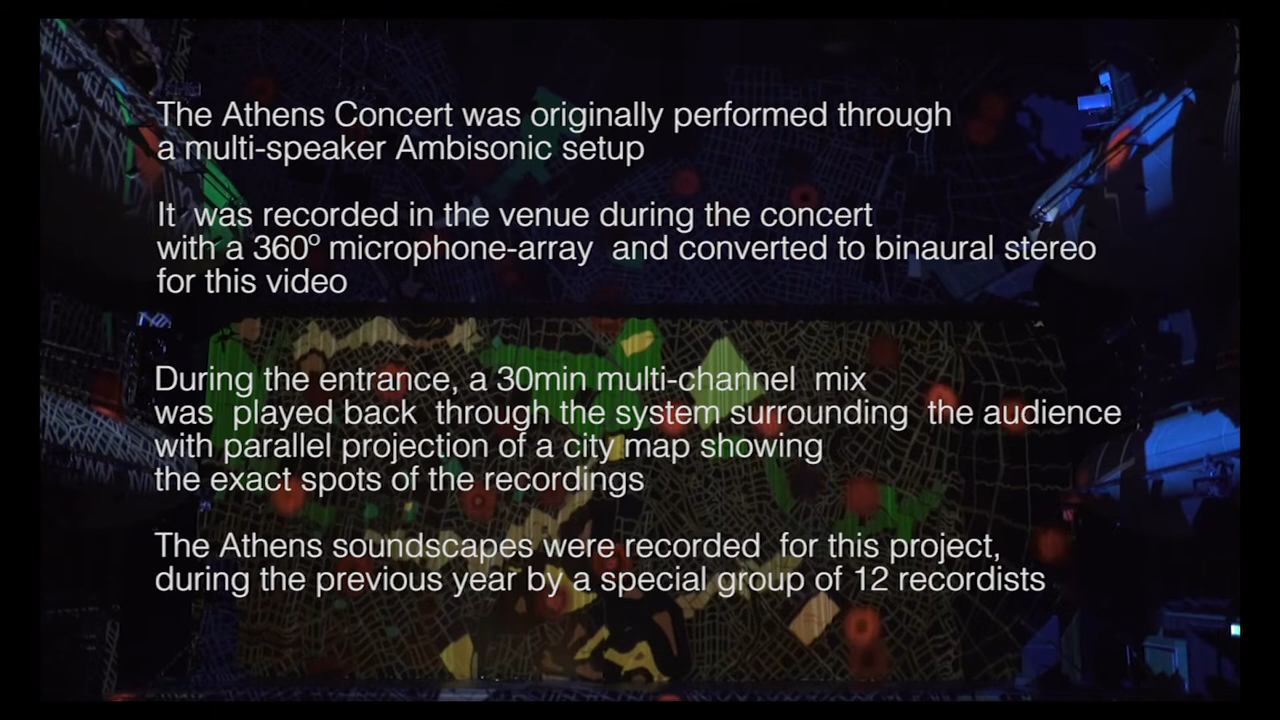 The Athens Concert was originally performed through
a multi-speaker Ambisonic setup
It was recorded in the venue during the concert
with a 360º microphone-array and converted to binaural stereo
for this video
During the entrance, a 30min multi-channel mix
was played back through the system surrounding the audience
with parallel projection of a city map showing
the exact spots of the recordings
The Athens soundscapes were recorded for this project,
during the previous year by a special group of 12 recordists